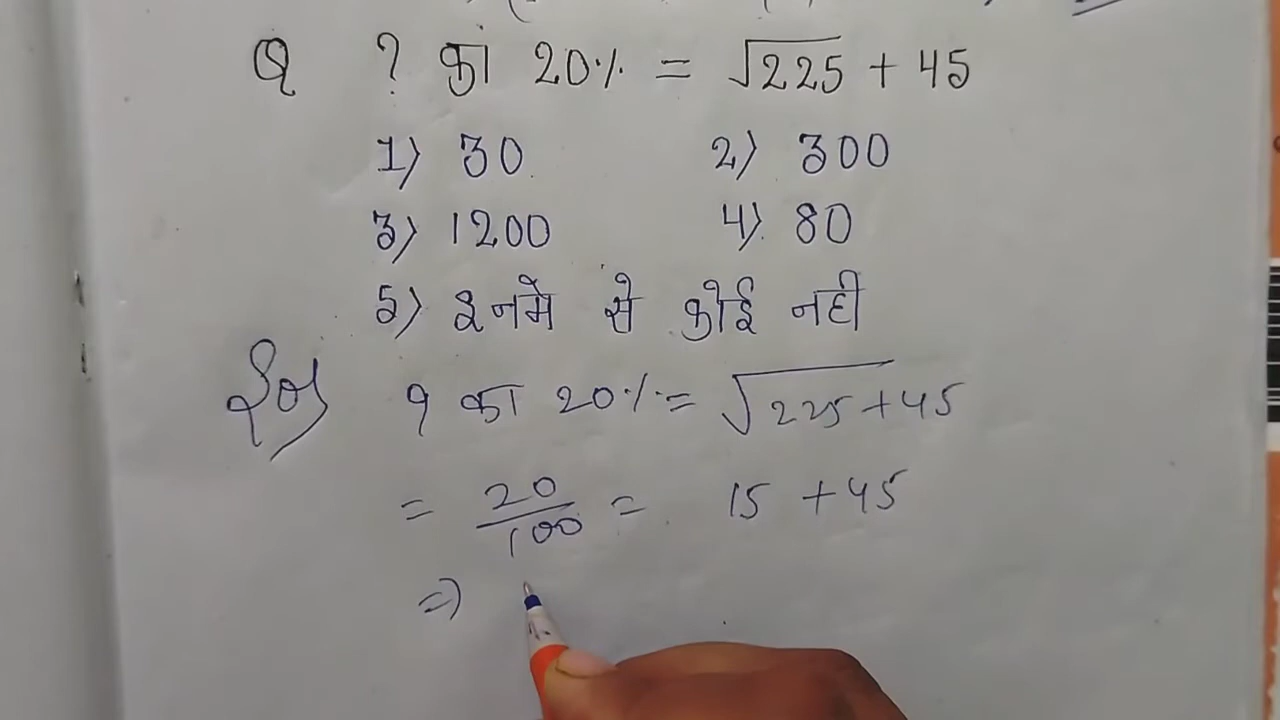 Q ? का 20% = √225 + 45
1) 30 2) 300
3) 1200 4) 80
5) इनमे से कोई नही
Sol ? का 20% = √225 + 45
= 20/100 = 15 + 45
⇒